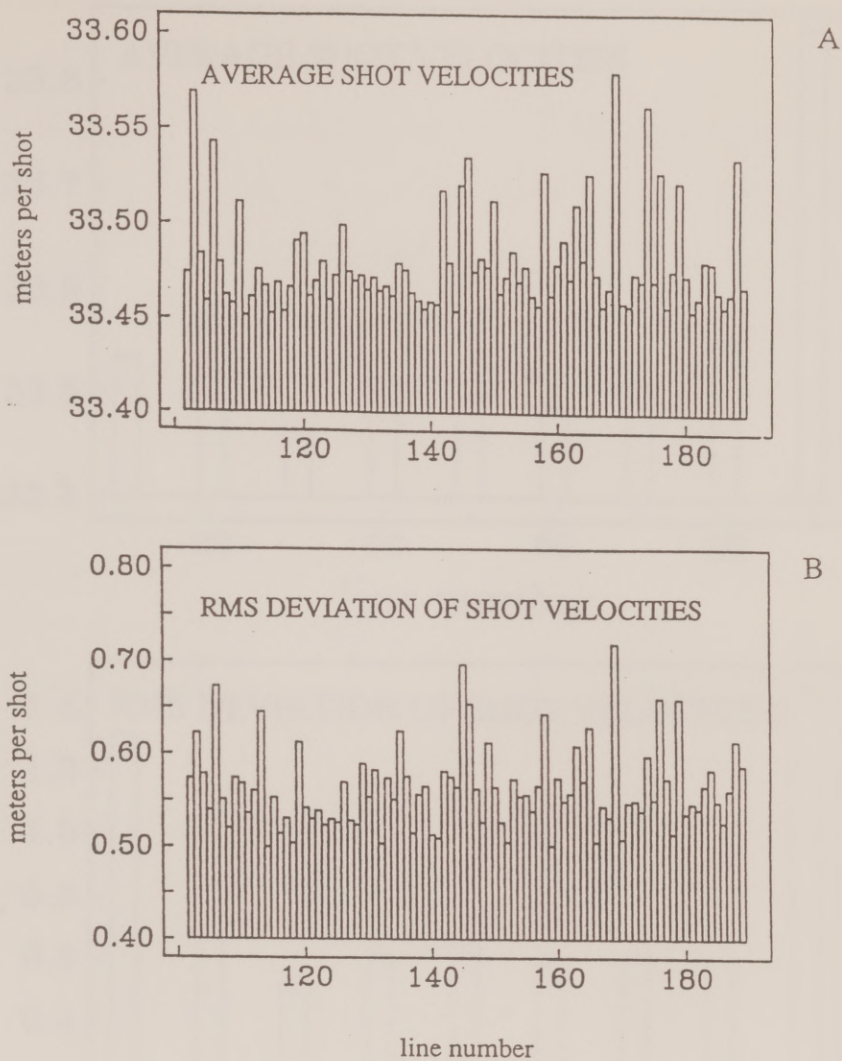 A
33.60
AVERAGE SHOT VELOCITIES
33.55
33.50
33.45
33.40
meters per shot
120 140 160 180
B
0.80
RMS DEVIATION OF SHOT VELOCITIES
0.70
0.60
0.50
0.40
meters per shot
120 140 160 180
line number